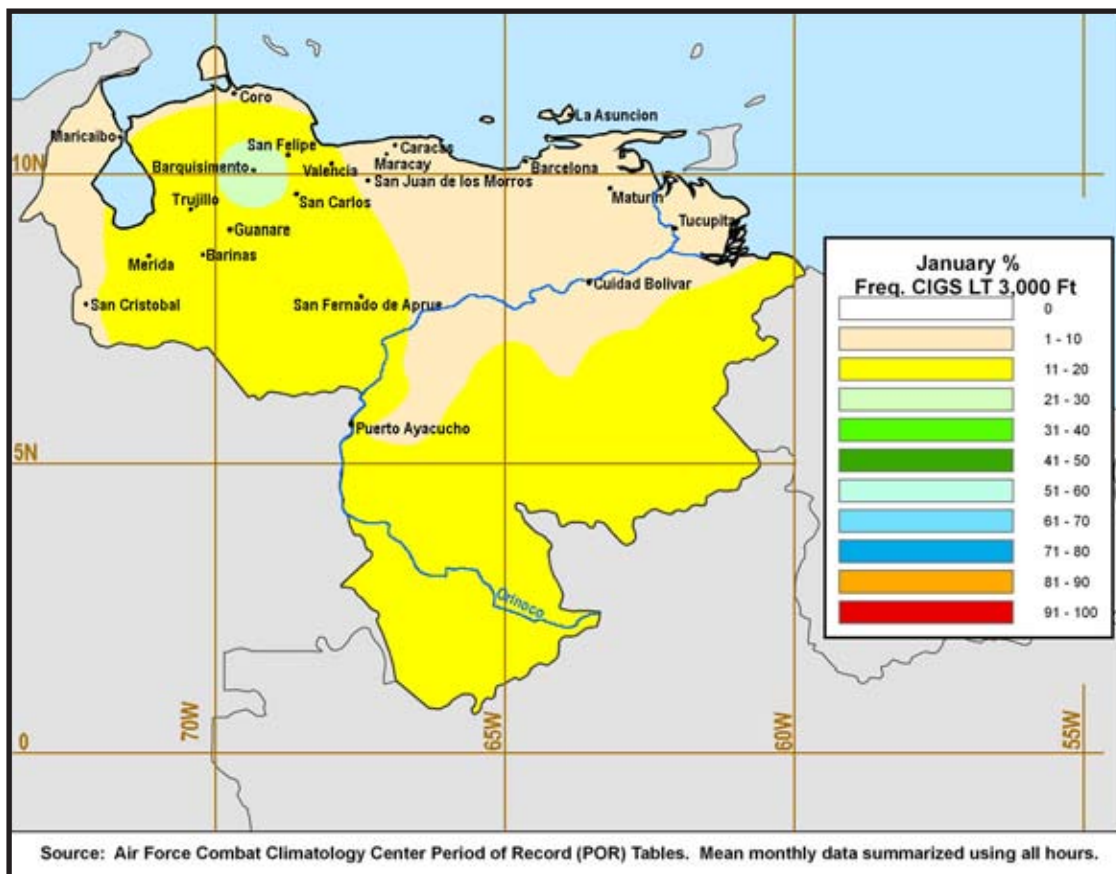 Coro
La Asuncion
Maricaibo
San Felipe
Caracas
10N
Barquisimento
Valencia
Maracay
Barcelona
San Juan de los Morros
Trujillo
San Carlos
Maturin
Tucupita
Guanare
Merida
Barinas
Cuidad Bolivar
San Cristobal
San Fernado de Aprue
Puerto Ayacucho
5N
Orinoco
70W
65W
60W
55W
0
January %
Freq. CIGS LT 3,000 Ft
0
1 - 10
11 - 20
21 - 30
31 - 40
41 - 50
51 - 60
61 - 70
71 - 80
81 - 90
91 - 100
Source: Air Force Combat Climatology Center Period of Record (POR) Tables. Mean monthly data summarized using all hours.